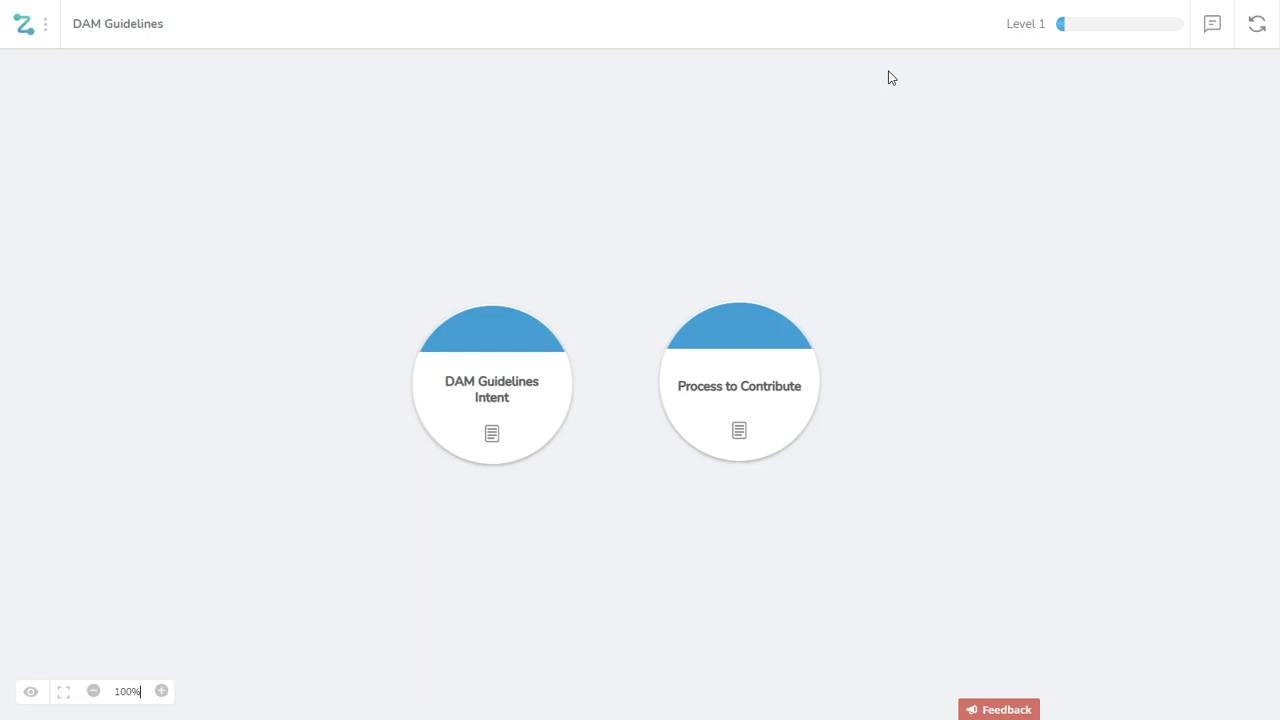 DAM Guidelines
Level 1
DAM Guidelines
Intent
Process to Contribute
100%
Feedback